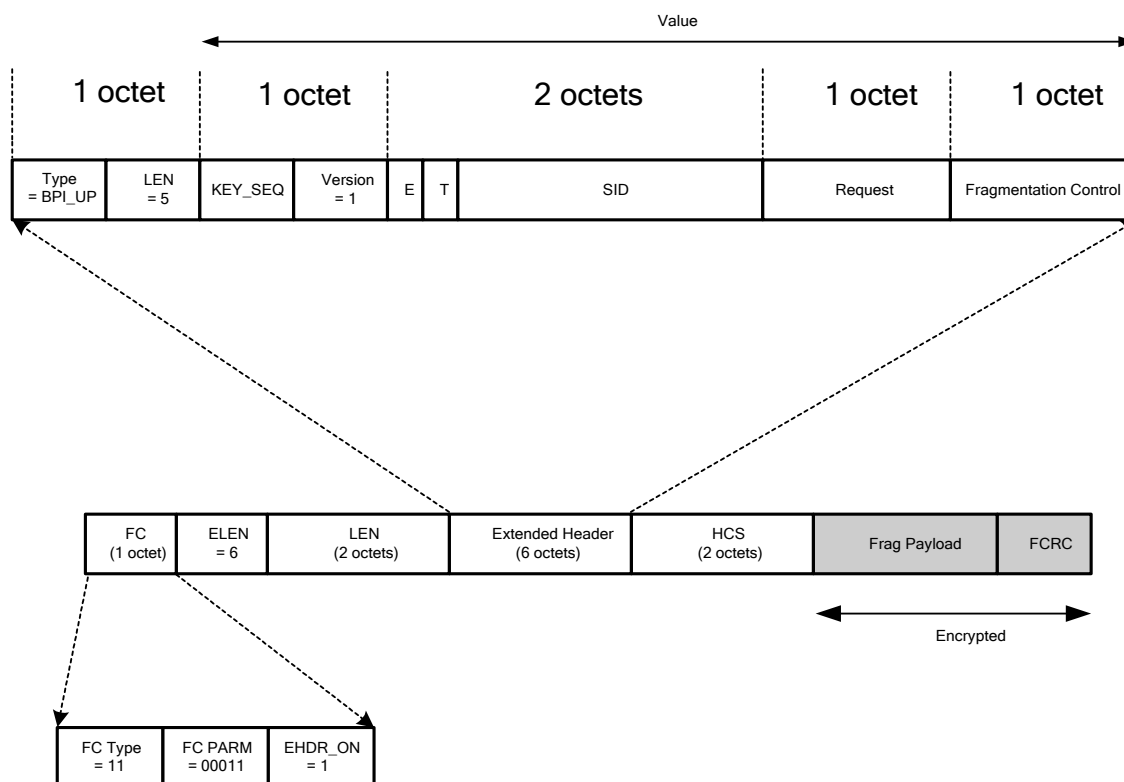 Value
1 octet 1 octet 2 octets 1 octet 1 octet
Type
= BPI_UP
LEN
= 5
KEY_SEQ
Version
= 1
E
T
SID
Request
Fragmentation Control
FC
(1 octet)
ELEN
= 6
LEN
(2 octets)
Extended Header
(6 octets)
HCS
(2 octets)
Frag Payload
FCRC
Encrypted
FC Type
= 11
FC PARM
= 00011
EHDR_ON
= 1